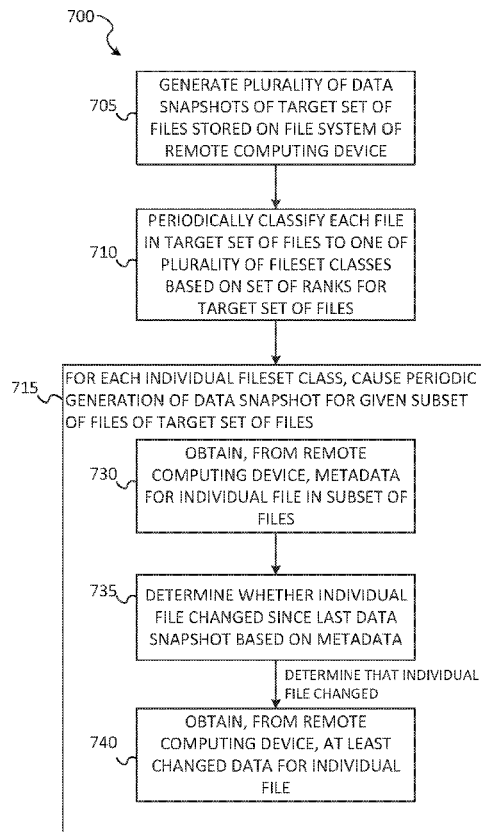 700
705
GENERATE PLURALITY OF DATA
SNAPSHOTS OF TARGET SET OF
FILES STORED ON FILE SYSTEM OF
REMOTE COMPUTING DEVICE
710
PERIODICALLY CLASSIFY EACH FILE
IN TARGET SET OF FILES TO ONE OF
PLURALITY OF FILESET CLASSES
BASED ON SET OF RANKS FOR
TARGET SET OF FILES
715
FOR EACH INDIVIDUAL FILESET CLASS, CAUSE PERIODIC
GENERATION OF DATA SNAPSHOT FOR GIVEN SUBSET
OF FILES OF TARGET SET OF FILES
730
OBTAIN, FROM REMOTE
COMPUTING DEVICE, METADATA
FOR INDIVIDUAL FILE IN SUBSET OF
FILES
735
DETERMINE WHETHER INDIVIDUAL
FILE CHANGED SINCE LAST DATA
SNAPSHOT BASED ON METADATA
DETERMINE THAT INDIVIDUAL
FILE CHANGED
740
OBTAIN, FROM REMOTE
COMPUTING DEVICE, AT LEAST
CHANGED DATA FOR INDIVIDUAL
FILE